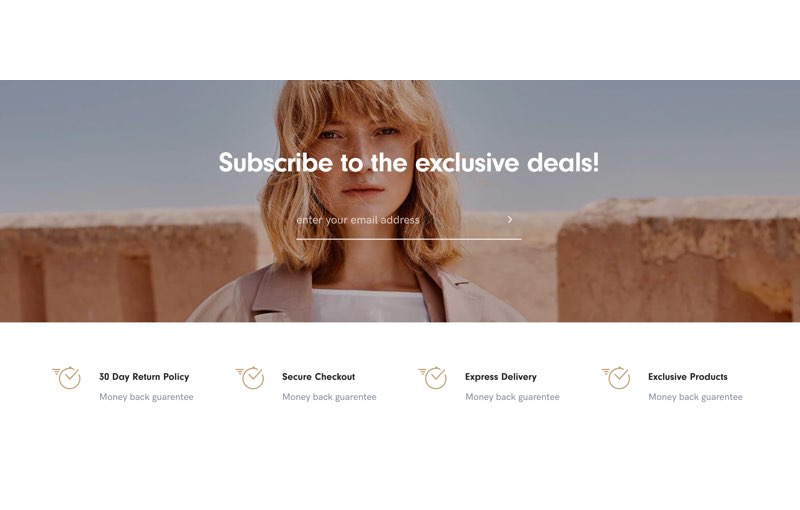 Subscribe to the exclusive deals!
enter your email address
30 Day Return Policy
Money back guarentee
Secure Checkout
Money back guarentee
Express Delivery
Money back guarentee
Exclusive Products
Money back guarentee